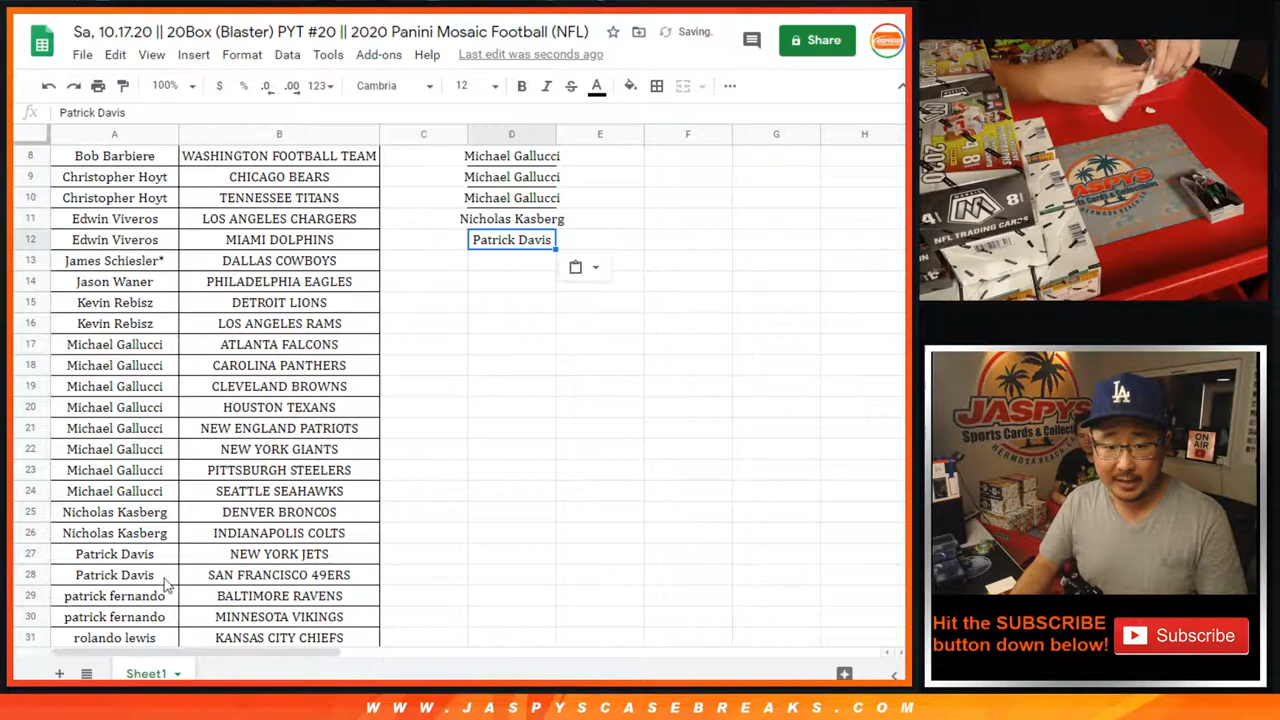 Sa, 10.17.20 || 20Box (Blaster) PYT #20 || 2020 Panini Mosaic Football (NFL)
Saving.
Share
File Edit View Insert Format Data Tools Add-ons Help Last edit was seconds ago
100% $ % .0 .00 123 Cambria 12 B I S A
fx Patrick Davis
A B C D E F G H
8 Bob Barbiere WASHINGTON FOOTBALL TEAM Michael Gallucci
9 Christopher Hoyt CHICAGO BEARS Michael Gallucci
10 Christopher Hoyt TENNESSEE TITANS Michael Gallucci
11 Edwin Viveros LOS ANGELES CHARGERS Nicholas Kasberg
12 Edwin Viveros MIAMI DOLPHINS Patrick Davis
13 James Schiesler* DALLAS COWBOYS
14 Jason Waner PHILADELPHIA EAGLES
15 Kevin Rebisz DETROIT LIONS
16 Kevin Rebisz LOS ANGELES RAMS
17 Michael Gallucci ATLANTA FALCONS
18 Michael Gallucci CAROLINA PANTHERS
19 Michael Gallucci CLEVELAND BROWNS
20 Michael Gallucci HOUSTON TEXANS
21 Michael Gallucci NEW ENGLAND PATRIOTS
22 Michael Gallucci NEW YORK GIANTS
23 Michael Gallucci PITTSBURGH STEELERS
24 Michael Gallucci SEATTLE SEAHAWKS
25 Nicholas Kasberg DENVER BRONCOS
26 Nicholas Kasberg INDIANAPOLIS COLTS
27 Patrick Davis NEW YORK JETS
28 Patrick Davis SAN FRANCISCO 49ERS
29 patrick fernando BALTIMORE RAVENS
30 patrick fernando MINNESOTA VIKINGS
31 rolando lewis KANSAS CITY CHIEFS
Sheet1
2020
NFL TRADING CARDS
JASPYS
JASPYS
Sports Cards & Collectibles
HERMOSA BEACH
LA
ON AIR
Hit the SUBSCRIBE
button down below!
Subscribe
WWW.JASPYSCASEBREAKS.COM